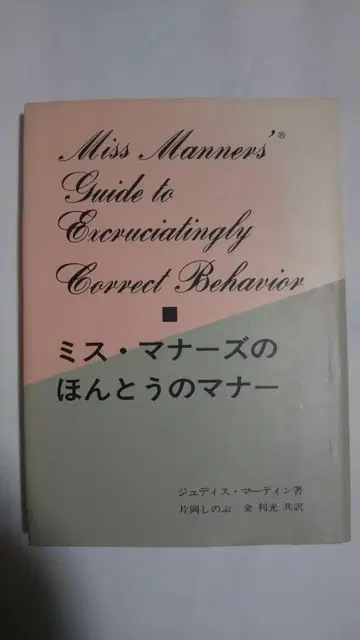 Miss Manners'®
Guide to
Excruciatingly
Correct Behavior
ミス・マナーズの
ほんとうのマナー
ジュディス・マーティン著
片岡しのぶ 金 利光 共訳